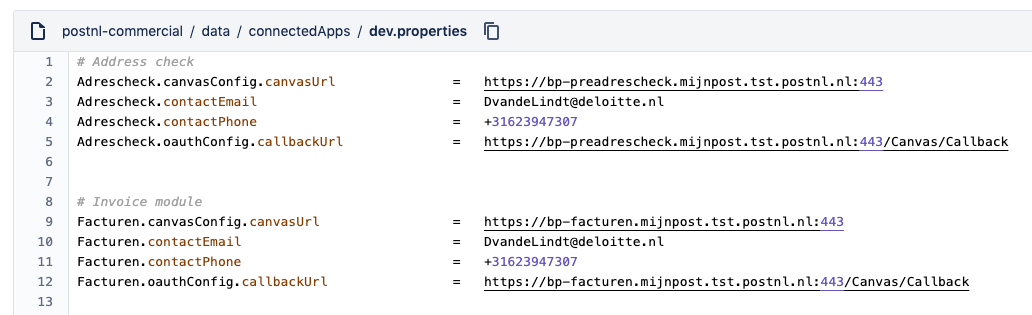 postnl-commercial / data / connectedApps / dev.properties
1 # Address check
2 Adrescheck.canvasConfig.canvasUrl = https://bp-preadrescheck.mijnpost.tst.postnl.nl:443
3 Adrescheck.contactEmail = DvandeLindt@deloitte.nl
4 Adrescheck.contactPhone = +31623947307
5 Adrescheck.oauthConfig.callbackUrl = https://bp-preadrescheck.mijnpost.tst.postnl.nl:443/Canvas/Callback
6
7
8 # Invoice module
9 Facturen.canvasConfig.canvasUrl = https://bp-facturen.mijnpost.tst.postnl.nl:443
10 Facturen.contactEmail = DvandeLindt@deloitte.nl
11 Facturen.contactPhone = +31623947307
12 Facturen.oauthConfig.callbackUrl = https://bp-facturen.mijnpost.tst.postnl.nl:443/Canvas/Callback
13